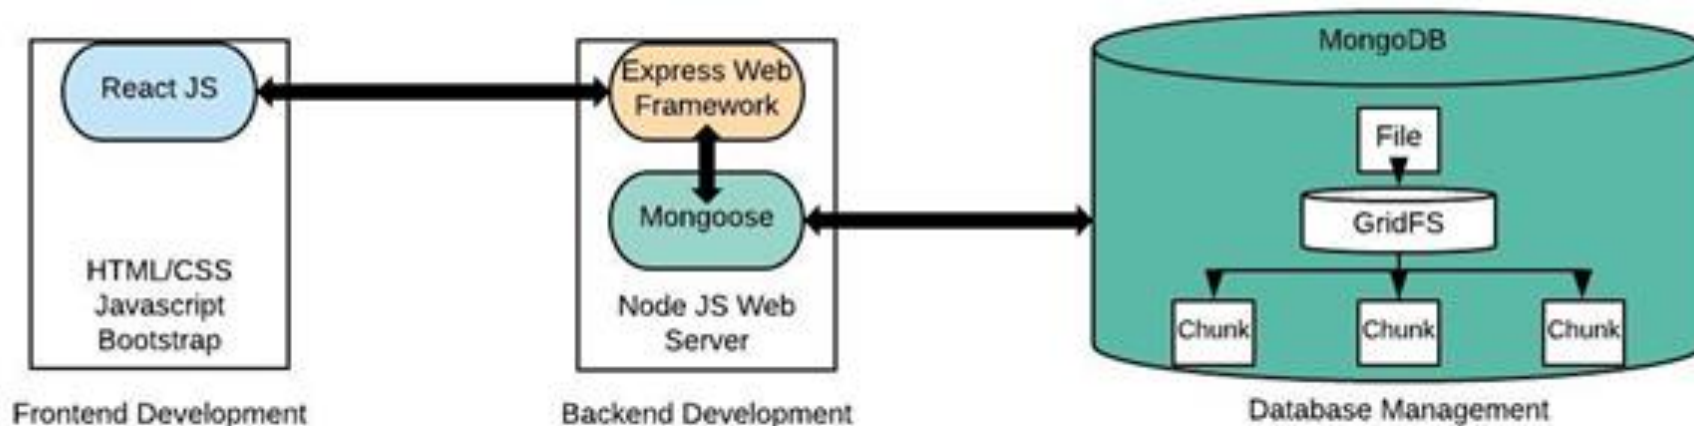 React JS
HTML/CSS
Javascript
Bootstrap
Frontend Development
Express Web
Framework
Mongoose
Node JS Web
Server
Backend Development
MongoDB
File
GridFS
Chunk
Chunk
Chunk
Database Management